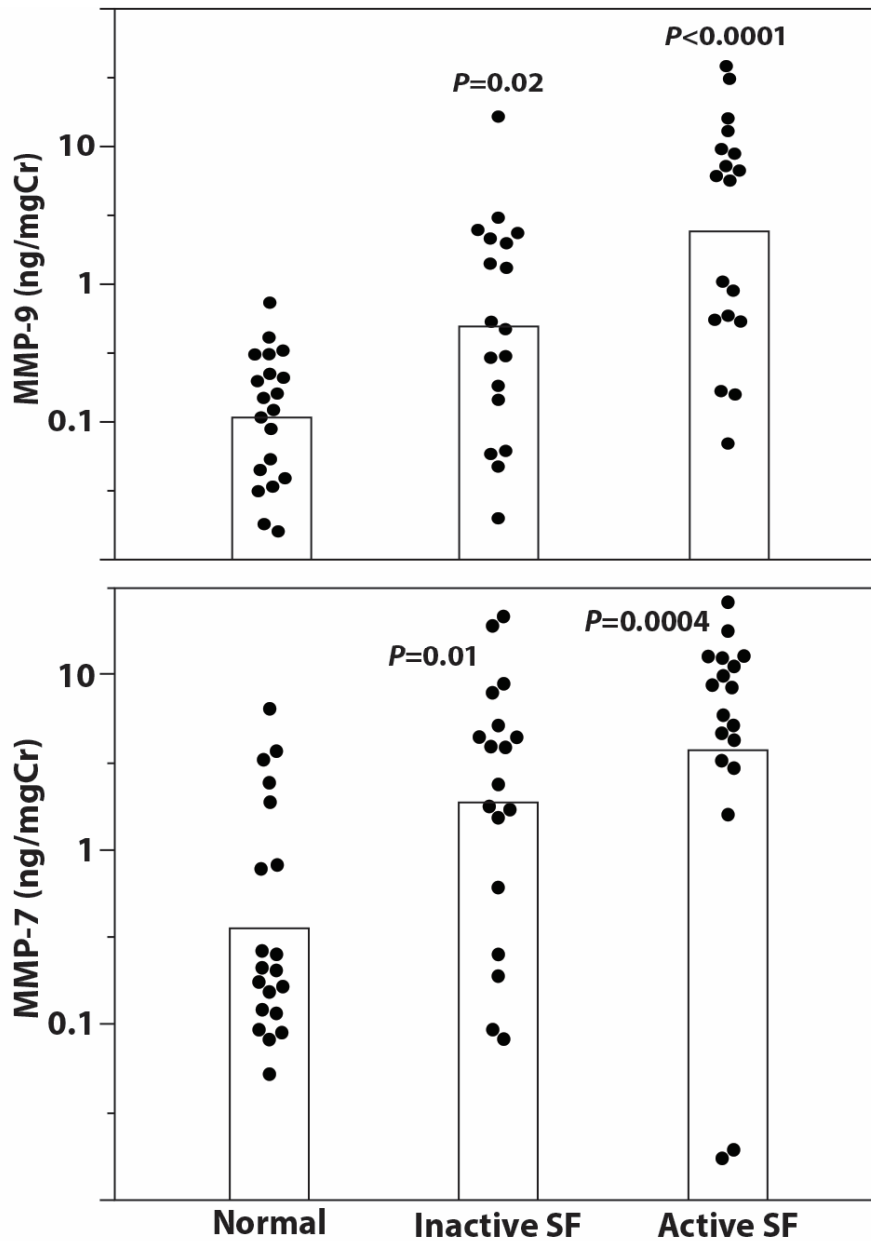 MMP-9 (ng/mgCr)
10
1
0.1
P=0.02
P<0.0001
MMP-7 (ng/mgCr)
10
1
0.1
P=0.01
P=0.0004
Normal Inactive SF Active SF